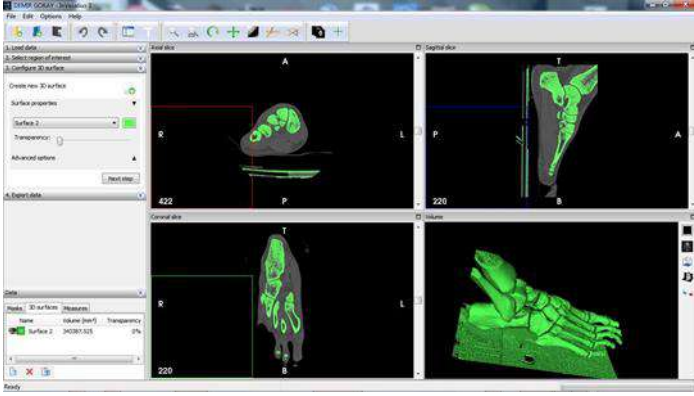 File Edit Options Help
1. Load data
2. Select region of interest
3. Configure 3D surface
Create new 3D surface
Surface properties
Surface 2
Transparency:
Advanced options
Next step
4. Export data
Data
Masks 3D surfaces Measures
Name Volume (mm³) Transparency
Surface 2 0%
Ready
Axial slice
A
R
L
422
P
Sagittal slice
T
P
A
220
B
Coronal slice
T
R
L
220
B
Volume